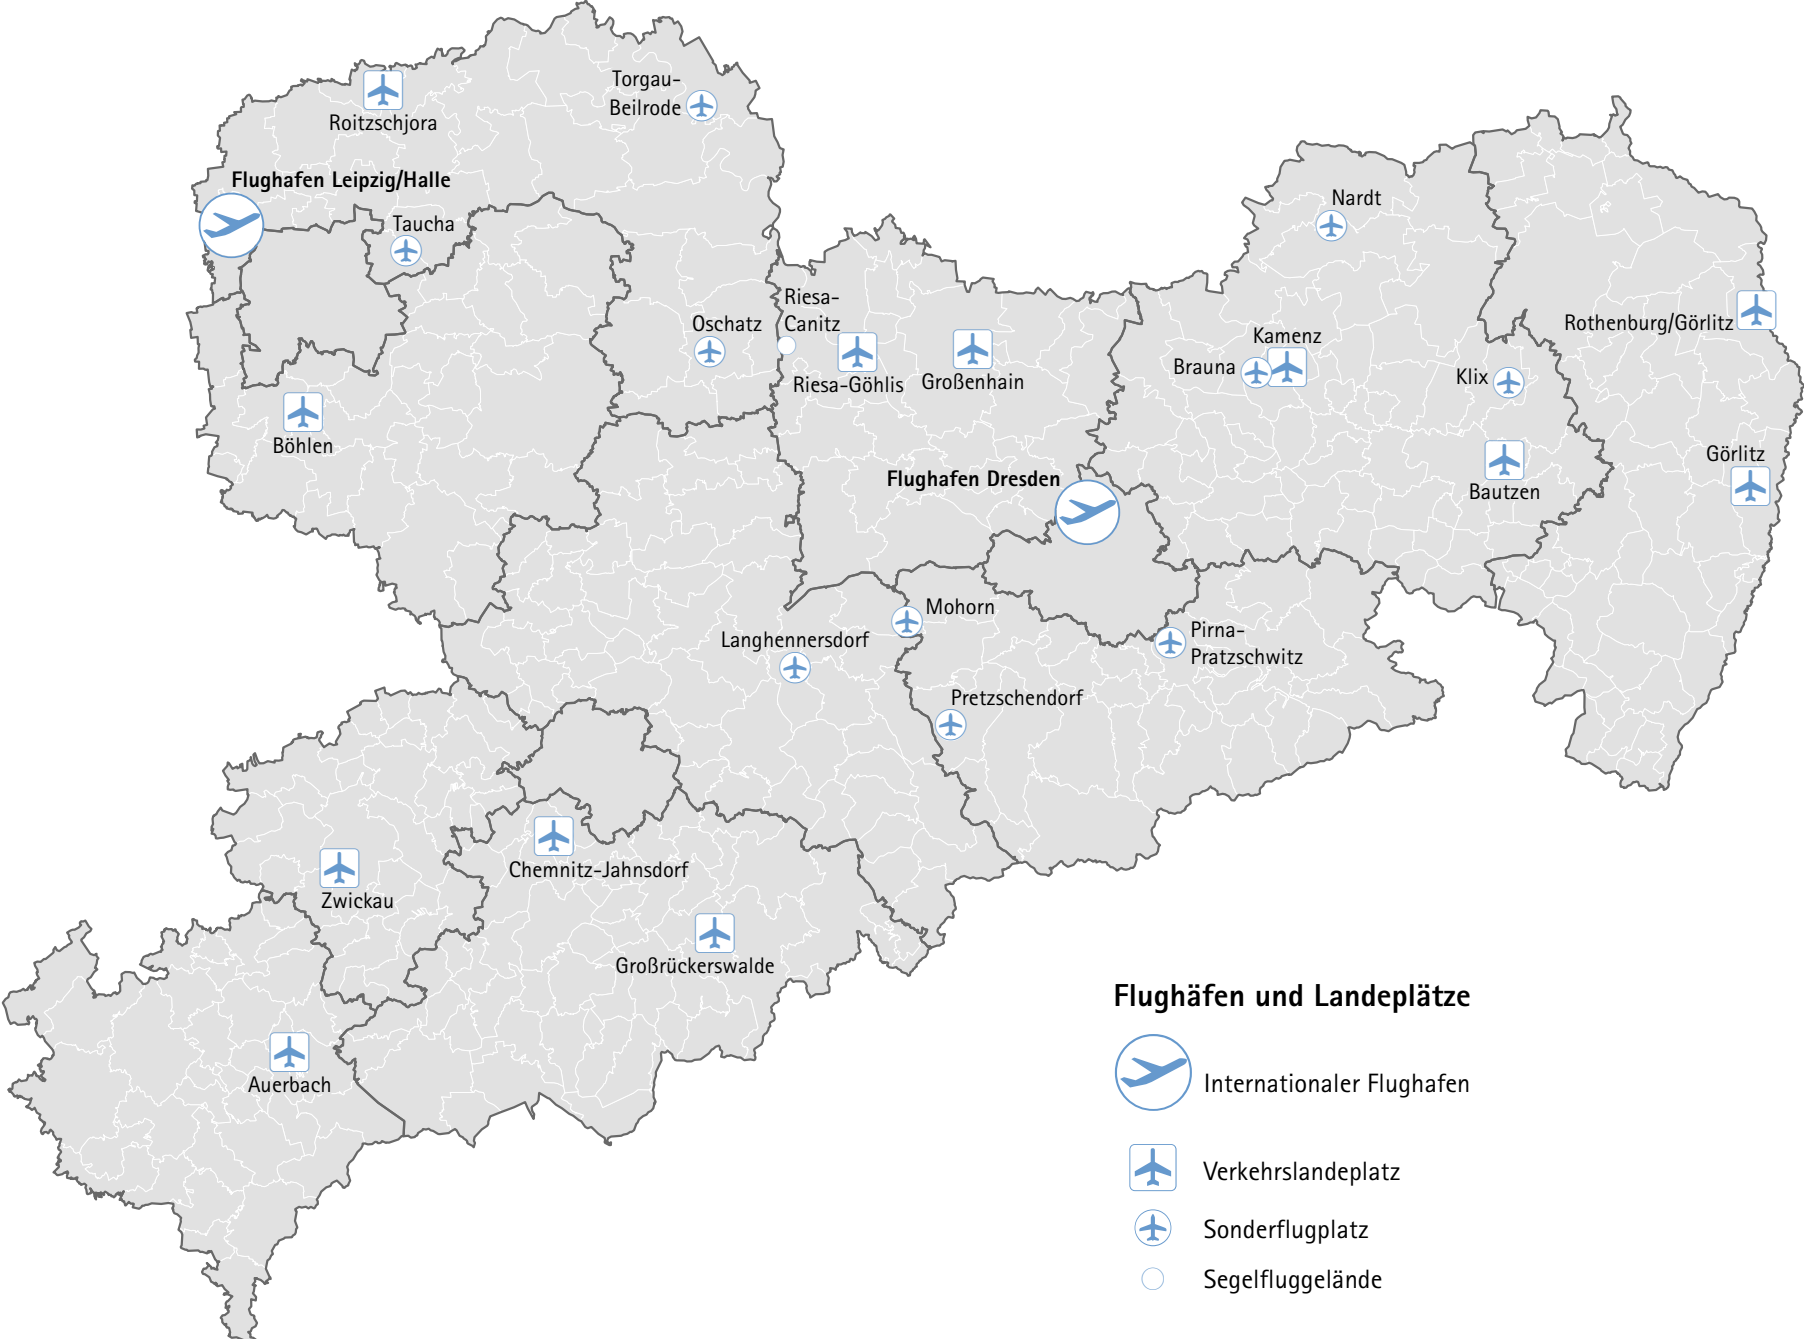 Torgau-
Beilrode
Roitzschjora
Flughafen Leipzig/Halle
Taucha
Nardt
Riesa-
Canitz
Oschatz
Riesa-Göhlis
Großenhain
Kamenz
Brauna
Klix
Rothenburg/Görlitz
Böhlen
Flughafen Dresden
Bautzen
Görlitz
Mohorn
Langhennersdorf
Pirna-
Pratzschwitz
Pretzschendorf
Chemnitz-Jahnsdorf
Zwickau
Großrückerswalde
Auerbach
Flughäfen und Landeplätze
Internationaler Flughafen
Verkehrslandeplatz
Sonderflugplatz
Segelfluggelände